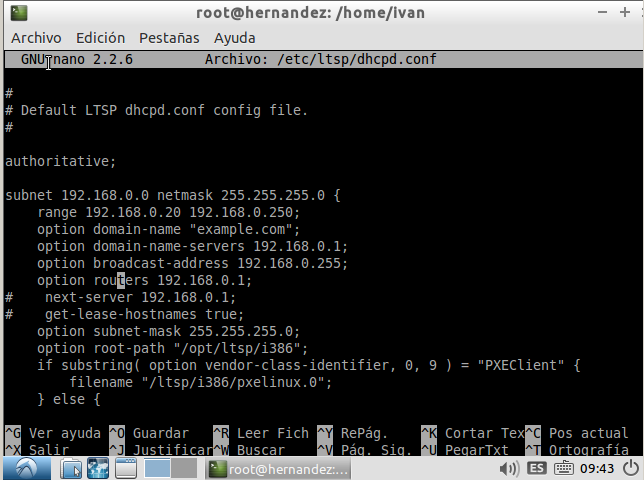 root@hernandez: /home/ivan
Archivo Edición Pestañas Ayuda
GNU nano 2.2.6 Archivo: /etc/ltsp/dhcpd.conf
#
# Default LTSP dhcpd.conf config file.
#
authoritative;
subnet 192.168.0.0 netmask 255.255.255.0 {
    range 192.168.0.20 192.168.0.250;
    option domain-name "example.com";
    option domain-name-servers 192.168.0.1;
    option broadcast-address 192.168.0.255;
    option routers 192.168.0.1;
#    next-server 192.168.0.1;
#    get-lease-hostnames true;
    option subnet-mask 255.255.255.0;
    option root-path "/opt/ltsp/i386";
    if substring( option vendor-class-identifier, 0, 9 ) = "PXEClient" {
        filename "/ltsp/i386/pxelinux.0";
    } else {
^G Ver ayuda ^O Guardar ^R Leer Fich ^Y RePág. ^K Cortar Tex^C Pos actual
^X Salir ^J Justificar^W Buscar ^V Pág. Sig. ^U PegarTxt ^T Ortografía
root@hernandez:... ES 09:43